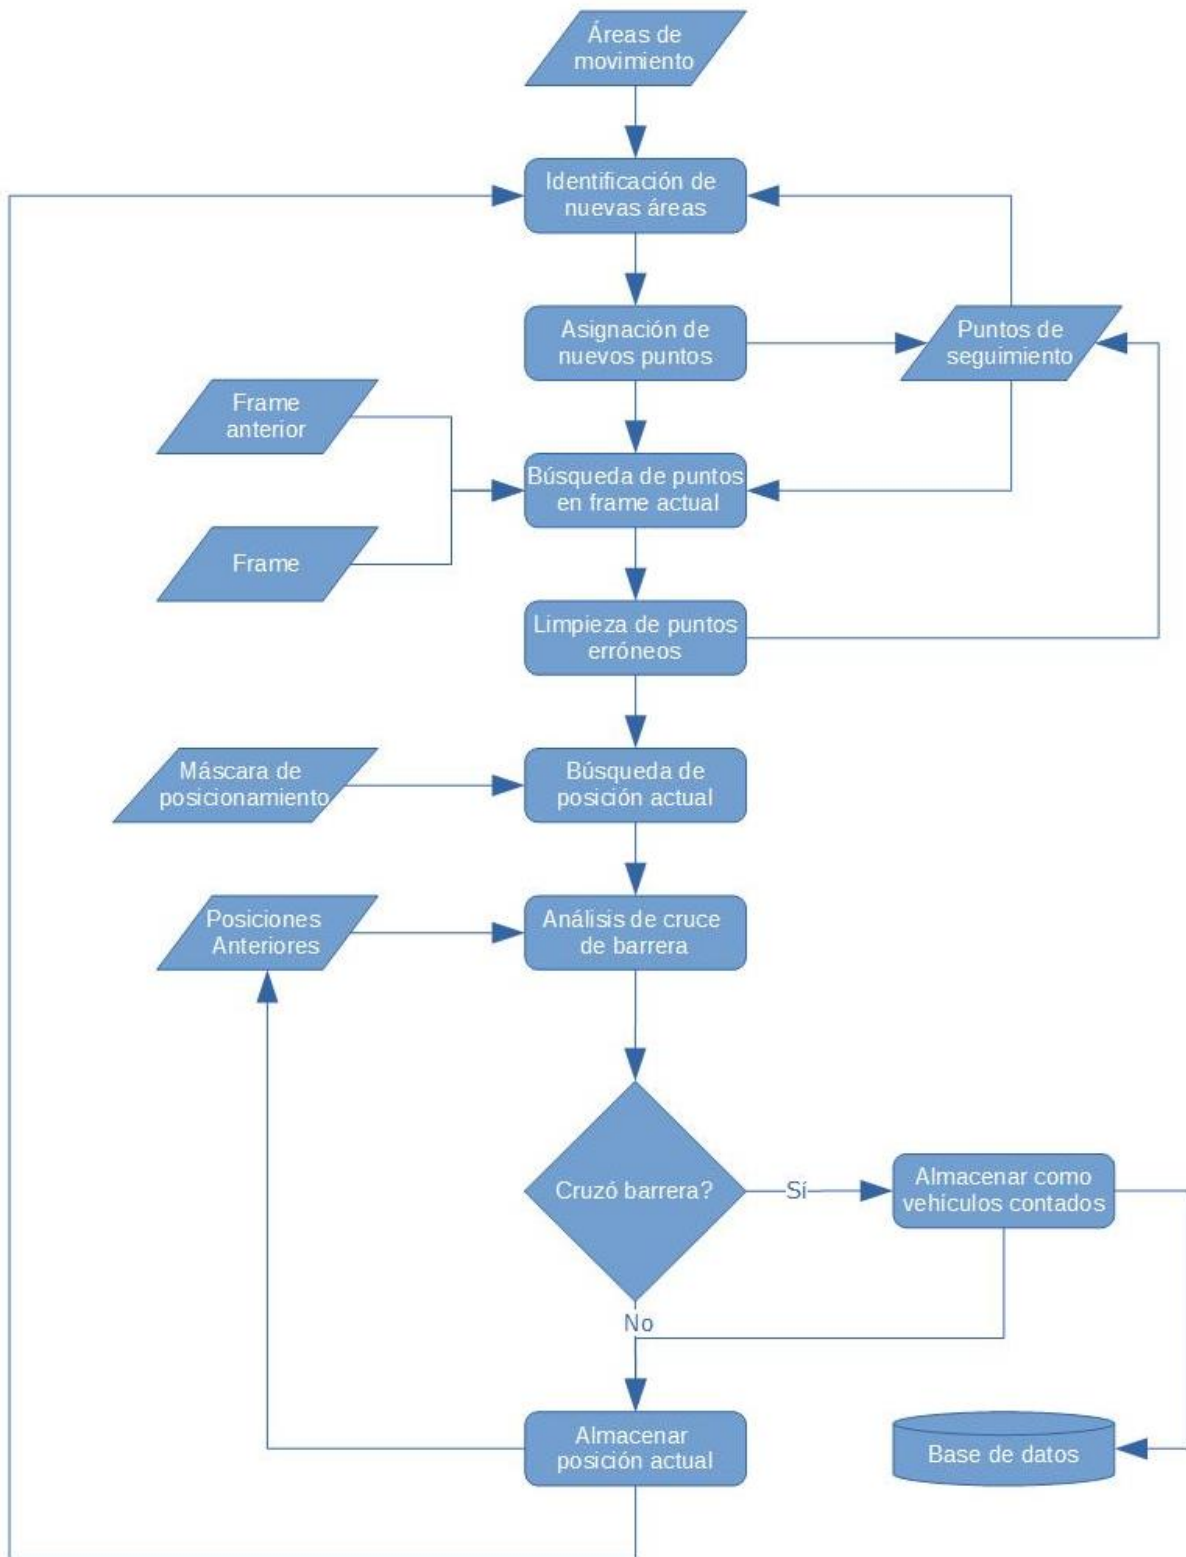 Áreas de
movimiento
Identificación de
nuevas áreas
Asignación de
nuevos puntos
Puntos de
seguimiento
Frame
anterior
Búsqueda de puntos
en frame actual
Frame
Limpieza de puntos
erróneos
Máscara de
posicionamiento
Búsqueda de
posición actual
Posiciones
Anteriores
Análisis de cruce
de barrera
Cruzó barrera?
Sí
Almacenar como
vehículos contados
No
Almacenar
posición actual
Base de datos